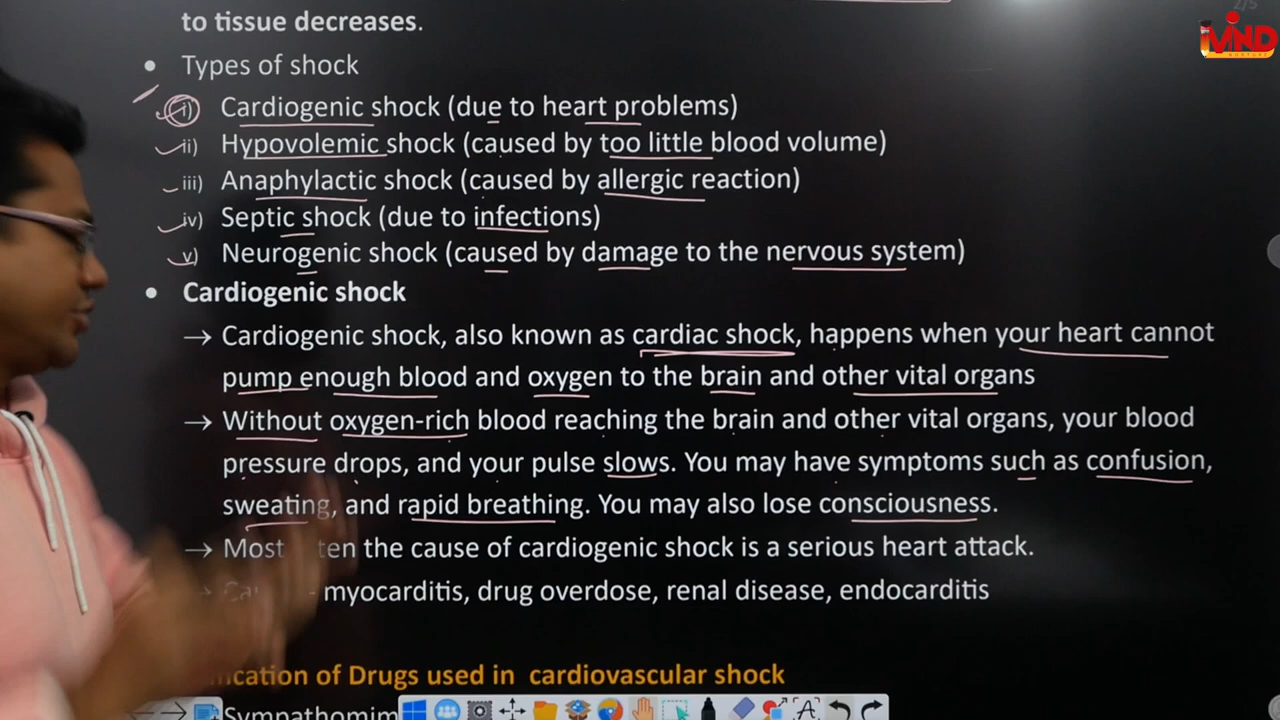 2/5
iMND
to tissue decreases.
• Types of shock
i) Cardiogenic shock (due to heart problems)
ii) Hypovolemic shock (caused by too little blood volume)
iii) Anaphylactic shock (caused by allergic reaction)
iv) Septic shock (due to infections)
v) Neurogenic shock (caused by damage to the nervous system)
• Cardiogenic shock
→ Cardiogenic shock, also known as cardiac shock, happens when your heart cannot
pump enough blood and oxygen to the brain and other vital organs
→ Without oxygen-rich blood reaching the brain and other vital organs, your blood
pressure drops, and your pulse slows. You may have symptoms such as confusion,
sweating, and rapid breathing. You may also lose consciousness.
→ Most the cause of cardiogenic shock is a serious heart attack.
- myocarditis, drug overdose, renal disease, endocarditis
of Drugs used in cardiovascular shock